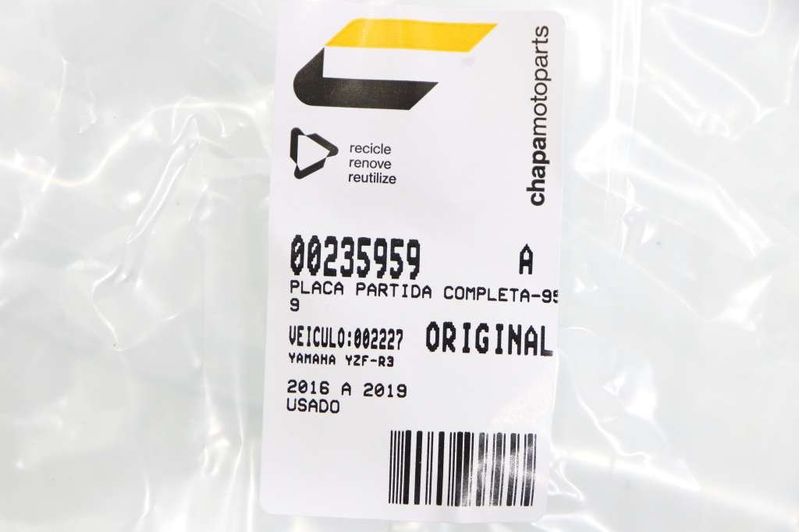 chapamotoparts
recicle
renove
reutilize
00235959 A
PLACA PARTIDA COMPLETA-95
9
VEICULO:002227 ORIGINAL
YAMAHA YZF-R3
2016 A 2019
USADO